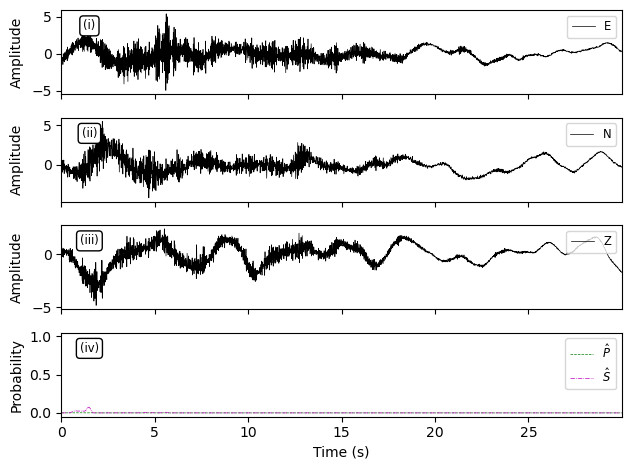 Amplitude
5
0
−5
(i)
E
Amplitude
5
0
(ii)
N
Amplitude
0
−5
(iii)
Z
Probability
1.0
0.5
0.0
(iv)
P̂
Ŝ
0 5 10 15 20 25
Time (s)